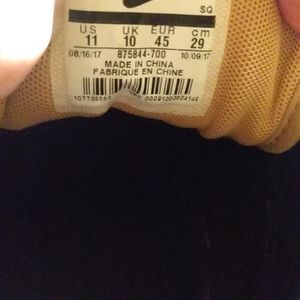 SQ
US UK EUR cm
11 10 45 29
08/16/17 875844-700 10/09/17
MADE IN CHINA
FABRIQUE EN CHINE